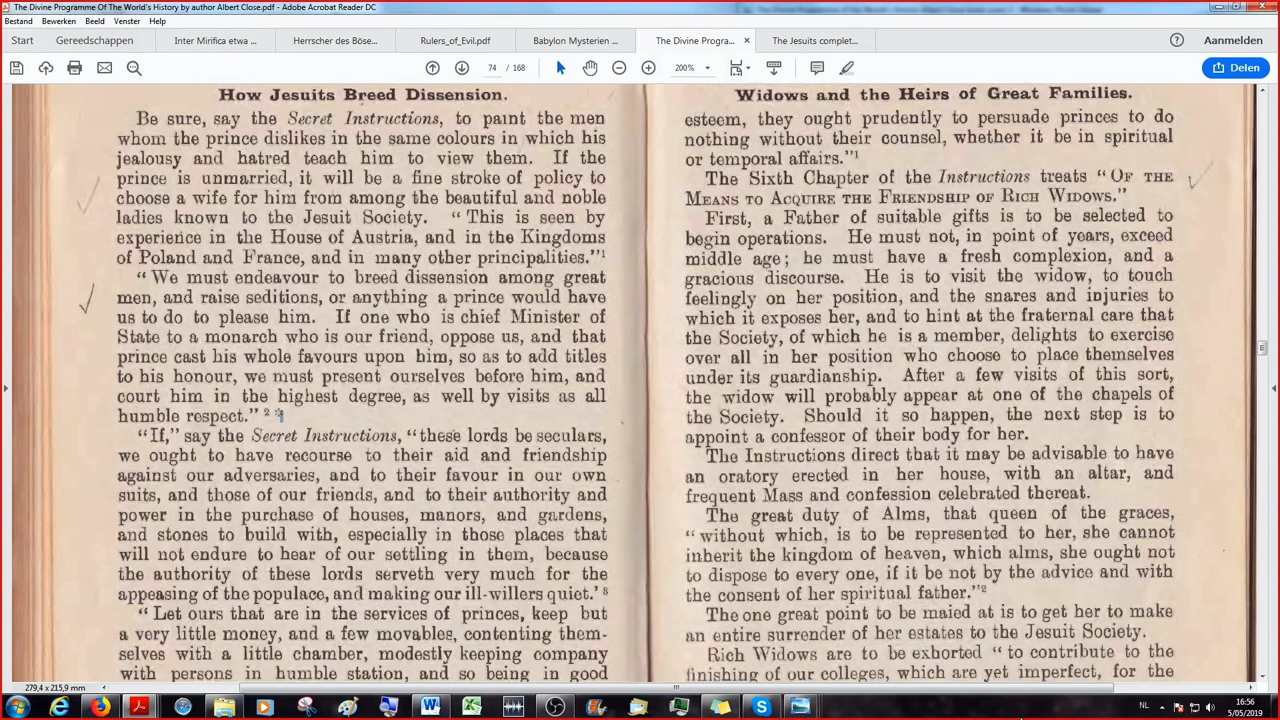 The Divine Programme Of The World's History by author Albert Close.pdf - Adobe Acrobat Reader DC
Bestand Bewerken Beeld Venster Help
Start Gereedschappen Inter Mirifica etwa ... Herrscher des Böse... Rulers_of_Evil.pdf Babylon Mysterien ... The Divine Progra... × The Jesuits complet... Aanmelden
74 / 168 200% Delen
How Jesuits Breed Dissension.
Be sure, say the Secret Instructions, to paint the men
whom the prince dislikes in the same colours in which his
jealousy and hatred teach him to view them. If the
prince is unmarried, it will be a fine stroke of policy to
choose a wife for him from among the beautiful and noble
ladies known to the Jesuit Society. “This is seen by
experience in the House of Austria, and in the Kingdoms
of Poland and France, and in many other principalities.”1
“We must endeavour to breed dissension among great
men, and raise seditions, or anything a prince would have
us to do to please him. If one who is chief Minister of
State to a monarch who is our friend, oppose us, and that
prince cast his whole favours upon him, so as to add titles
to his honour, we must present ourselves before him, and
court him in the highest degree, as well by visits as all
humble respect.” 2 *
“If,” say the Secret Instructions, “these lords be seculars,
we ought to have recourse to their aid and friendship
against our adversaries, and to their favour in our own
suits, and those of our friends, and to their authority and
power in the purchase of houses, manors, and gardens,
and stones to build with, especially in those places that
will not endure to hear of our settling in them, because
the authority of these lords serveth very much for the
appeasing of the populace, and making our ill-willers quiet.’ 3
“Let ours that are in the services of princes, keep but
a very little money, and a few movables, contenting them-
selves with a little chamber, modestly keeping company
with persons in humble station, and so being in good
Widows and the Heirs of Great Families.
esteem, they ought prudently to persuade princes to do
nothing without their counsel, whether it be in spiritual
or temporal affairs.”1
The Sixth Chapter of the Instructions treats “OF THE
MEANS TO ACQUIRE THE FRIENDSHIP OF RICH WIDOWS.”
First, a Father of suitable gifts is to be selected to
begin operations. He must not, in point of years, exceed
middle age; he must have a fresh complexion, and a
gracious discourse. He is to visit the widow, to touch
feelingly on her position, and the snares and injuries to
which it exposes her, and to hint at the fraternal care that
the Society, of which he is a member, delights to exercise
over all in her position who choose to place themselves
under its guardianship. After a few visits of this sort,
the widow will probably appear at one of the chapels of
the Society. Should it so happen, the next step is to
appoint a confessor of their body for her.
The Instructions direct that it may be advisable to have
an oratory erected in her house, with an altar, and
frequent Mass and confession celebrated thereat.
The great duty of Alms, that queen of the graces,
“without which, is to be represented to her, she cannot
inherit the kingdom of heaven, which alms, she ought not
to dispose to every one, if it be not by the advice and with
the consent of her spiritual father.”2
The one great point to be maied at is to get her to make
an entire surrender of her estates to the Jesuit Society.
Rich Widows are to be exhorted “to contribute to the
finishing of our colleges, which are yet imperfect, for the
279,4 x 215,9 mm
NL 16:56
5/05/2019